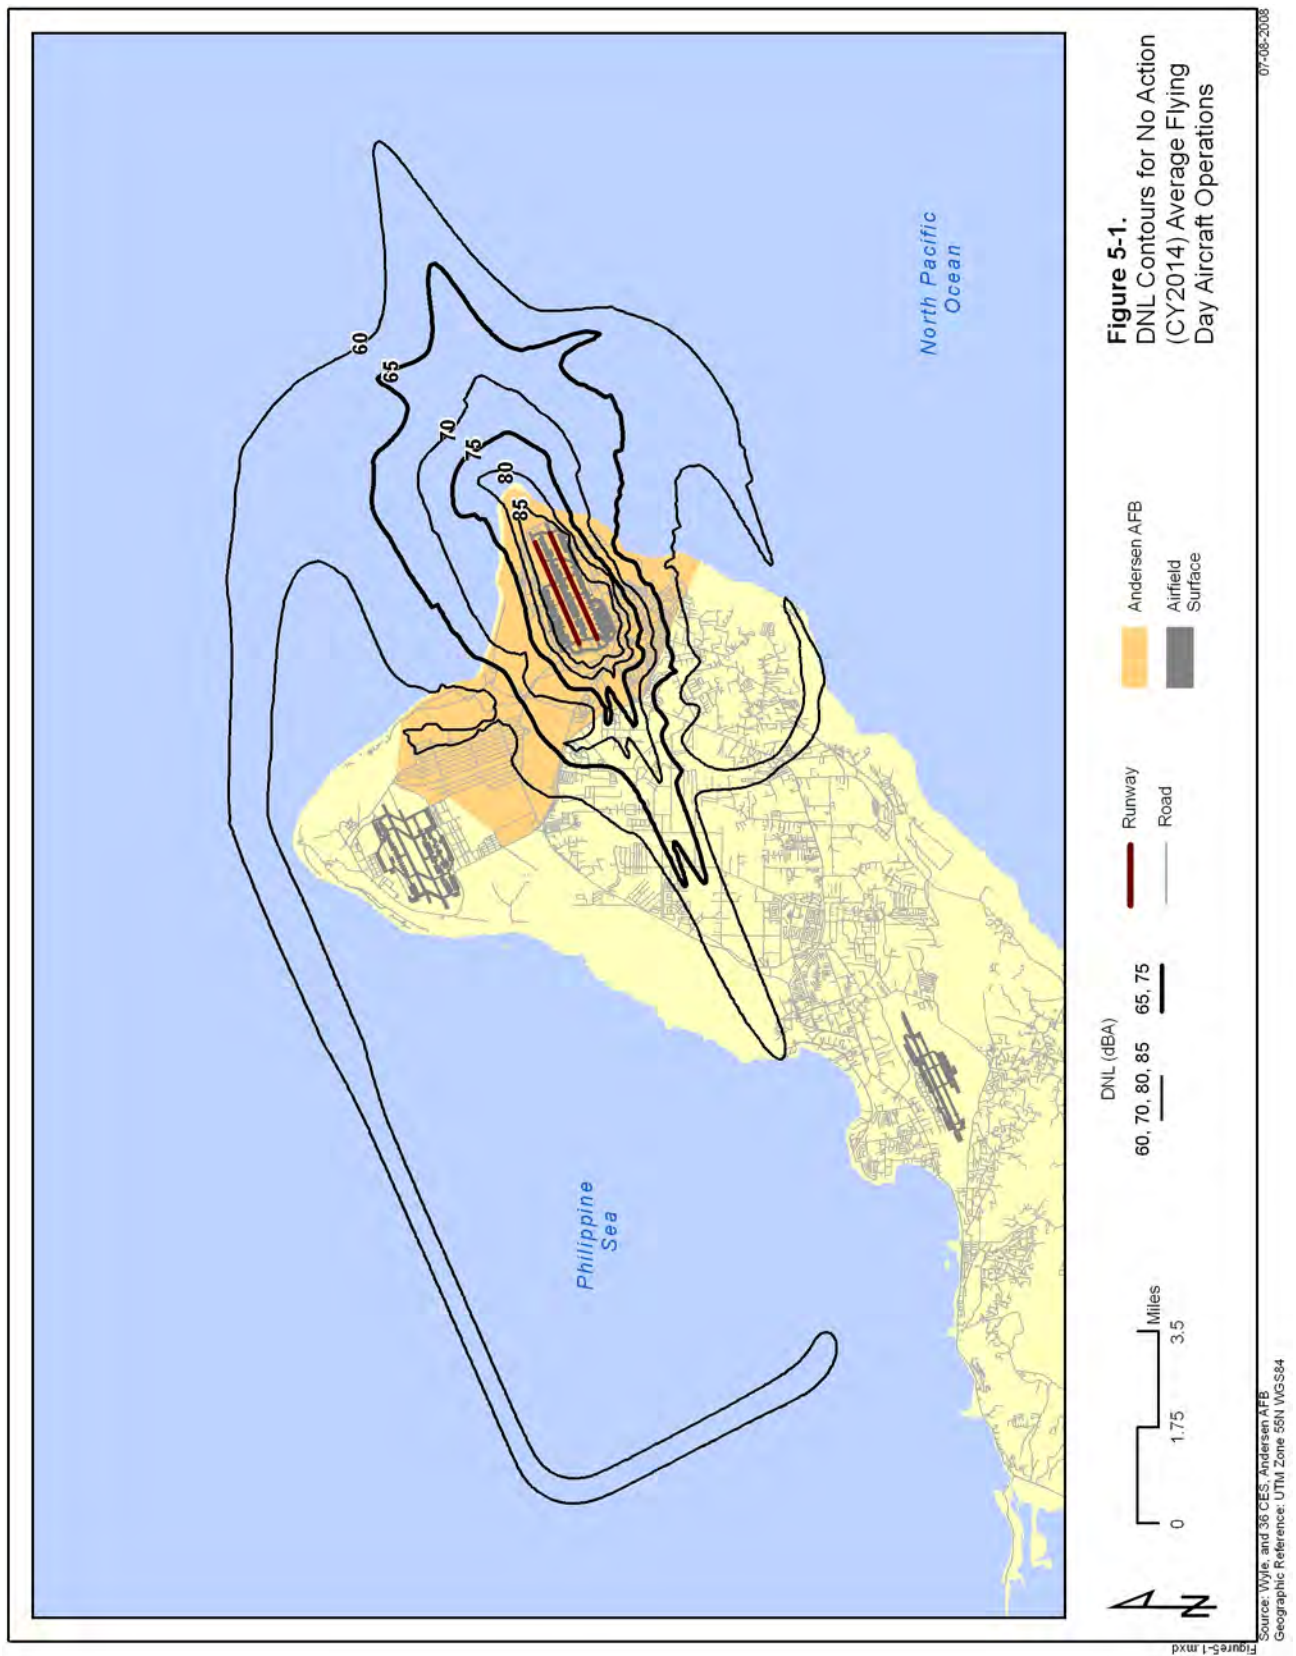 60
65
70
75
80
85
North Pacific
Ocean
Philippine
Sea
0
1.75
3.5
Miles
DNL (dBA)
60, 70, 80, 85
65, 75
Runway
Road
Andersen AFB
Airfield
Surface
Figure 5-1.
DNL Contours for No Action
(CY2014) Average Flying
Day Aircraft Operations
N
Source: Wyle, and 36 CES, Andersen AFB
Geographic Reference: UTM Zone 55N WGS84
07-08-2008
Figure5-1.mxd